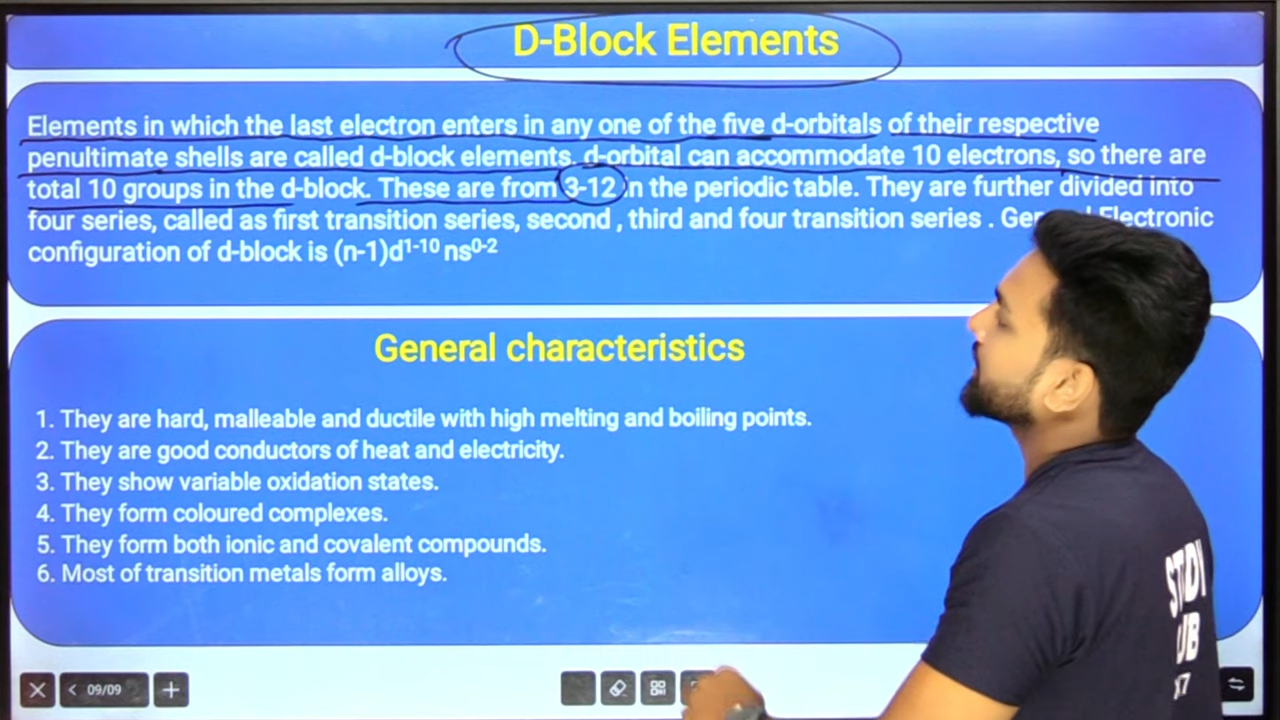 D-Block Elements
Elements in which the last electron enters in any one of the five d-orbitals of their respective
penultimate shells are called d-block elements. d-orbital can accommodate 10 electrons, so there are
total 10 groups in the d-block. These are from 3-12 in the periodic table. They are further divided into
four series, called as first transition series, second , third and four transition series . Electronic
configuration of d-block is (n-1)d¹⁻¹⁰ ns⁰⁻²
General characteristics
1. They are hard, malleable and ductile with high melting and boiling points.
2. They are good conductors of heat and electricity.
3. They show variable oxidation states.
4. They form coloured complexes.
5. They form both ionic and covalent compounds.
6. Most of transition metals form alloys.
09/09